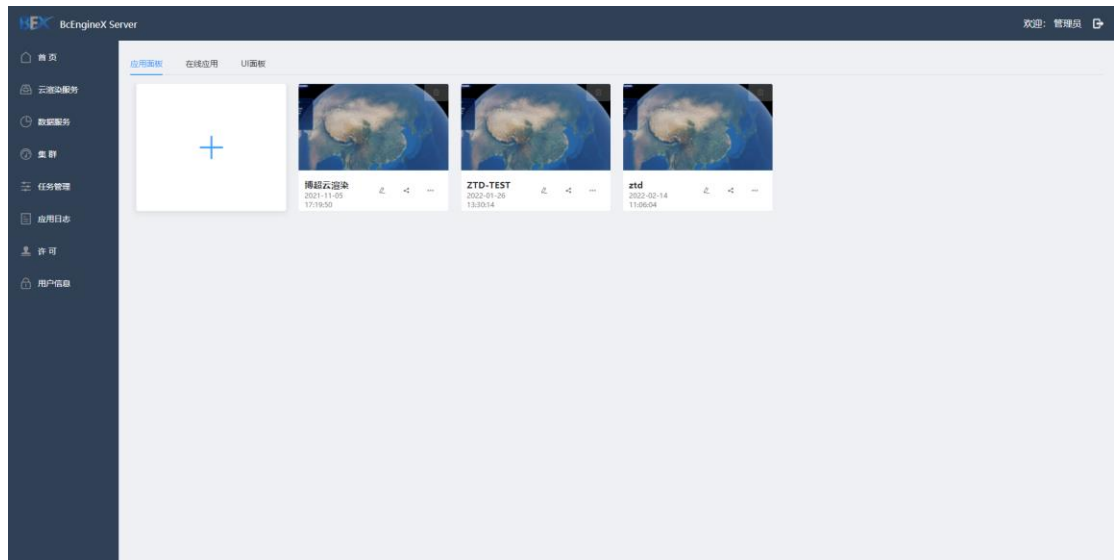 BEX BcEngineX Server
欢迎: 管理员
首页
云渲染服务
数据服务
集群
任务管理
应用日志
许可
用户信息
应用面板 在线应用 UI面板
博超云渲染
2021-11-05
17:19:50
ZTD-TEST
2022-01-26
13:30:14
ztd
2022-02-14
11:06:04